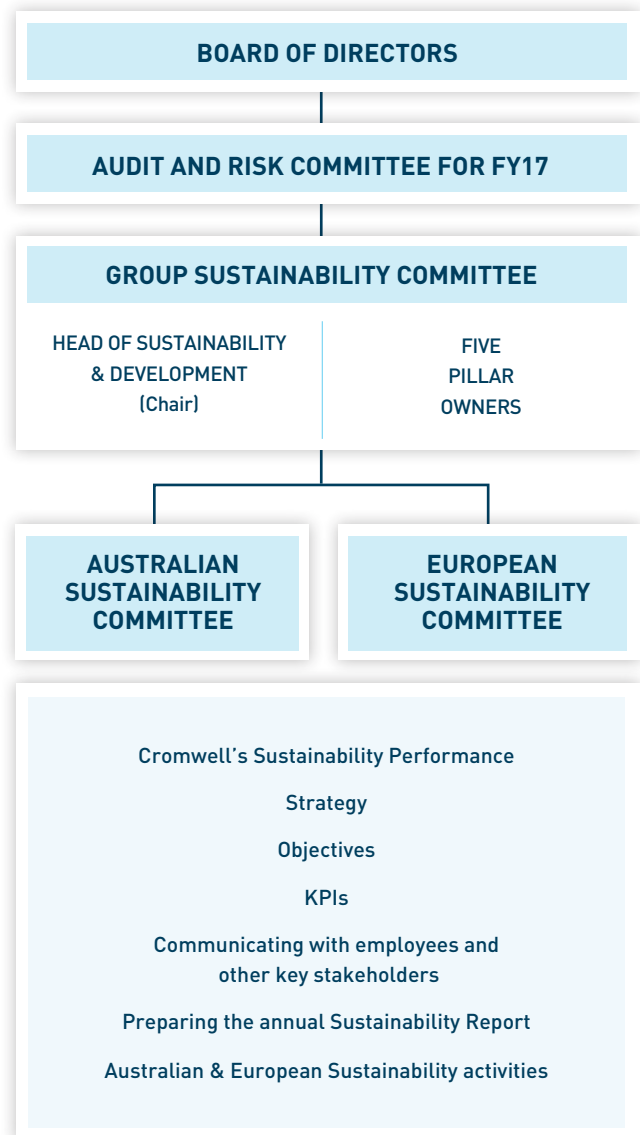 BOARD OF DIRECTORS
AUDIT AND RISK COMMITTEE FOR FY17
GROUP SUSTAINABILITY COMMITTEE
HEAD OF SUSTAINABILITY
& DEVELOPMENT
(Chair)
FIVE
PILLAR
OWNERS
AUSTRALIAN
SUSTAINABILITY
COMMITTEE
EUROPEAN
SUSTAINABILITY
COMMITTEE
Cromwell’s Sustainability Performance
Strategy
Objectives
KPIs
Communicating with employees and
other key stakeholders
Preparing the annual Sustainability Report
Australian & European Sustainability activities